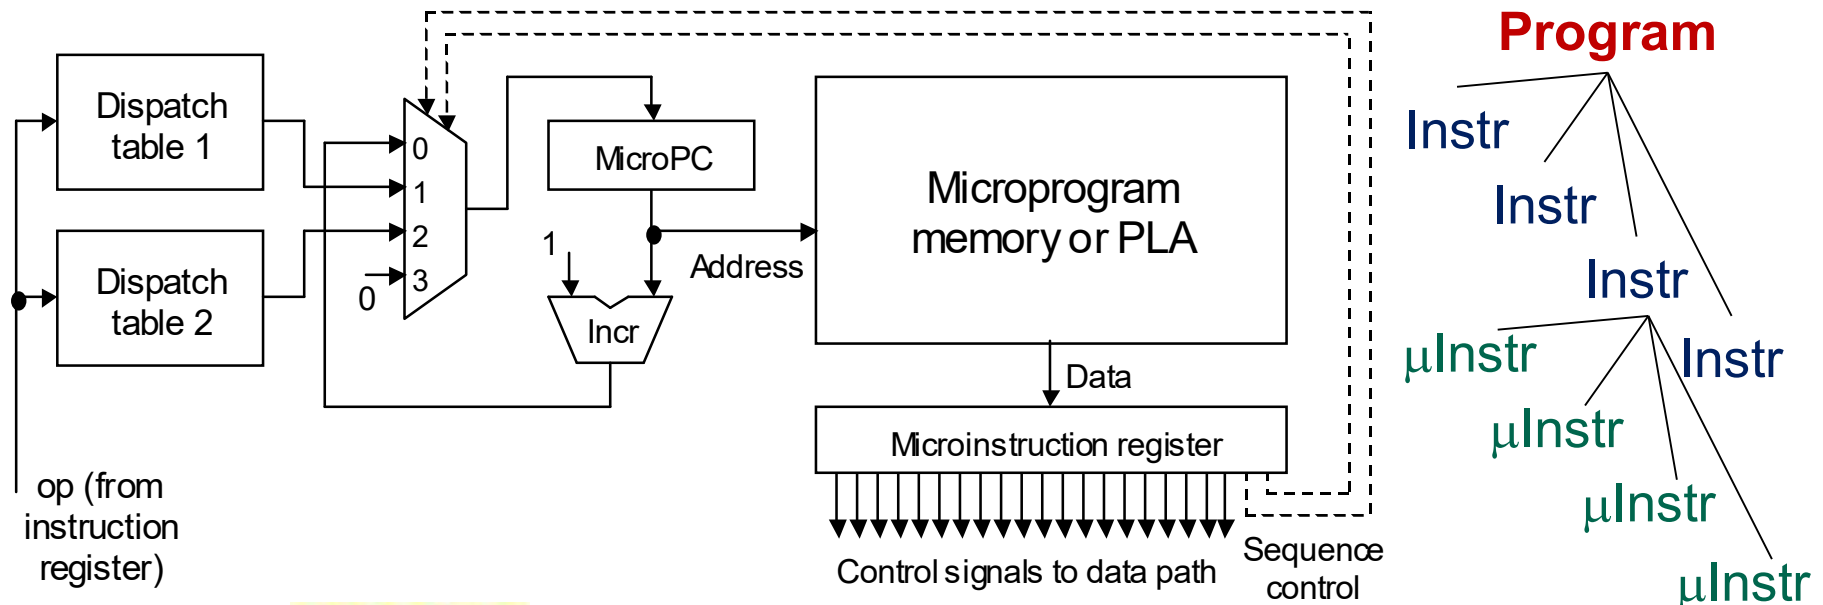 Program
Dispatch
table 1
0
1
2
3
MicroPC
Microprogram
memory or PLA
Instr
Instr
Instr
Instr
Dispatch
table 2
0
1
Address
Incr
Data
Microinstruction register
μInstr
μInstr
μInstr
μInstr
op (from
instruction
register)
Control signals to data path
Sequence
control